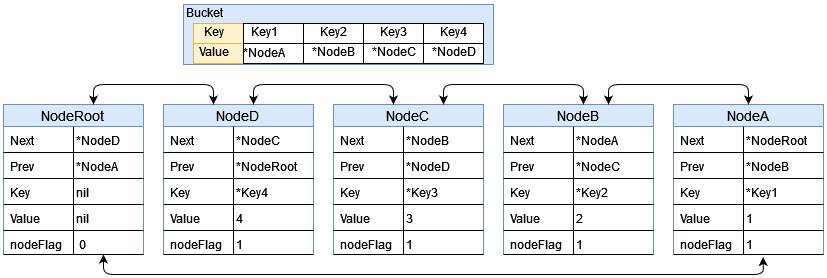 Bucket
Key Key1 Key2 Key3 Key4
Value *NodeA *NodeB *NodeC *NodeD
NodeRoot NodeD NodeC NodeB NodeA
Next *NodeD Next *NodeC Next *NodeB Next *NodeA Next *NodeRoot
Prev *NodeA Prev *NodeRoot Prev *NodeD Prev *NodeC Prev *NodeB
Key nil Key *Key4 Key *Key3 Key *Key2 Key *Key1
Value nil Value 4 Value 3 Value 2 Value 1
nodeFlag 0 nodeFlag 1 nodeFlag 1 nodeFlag 1 nodeFlag 1